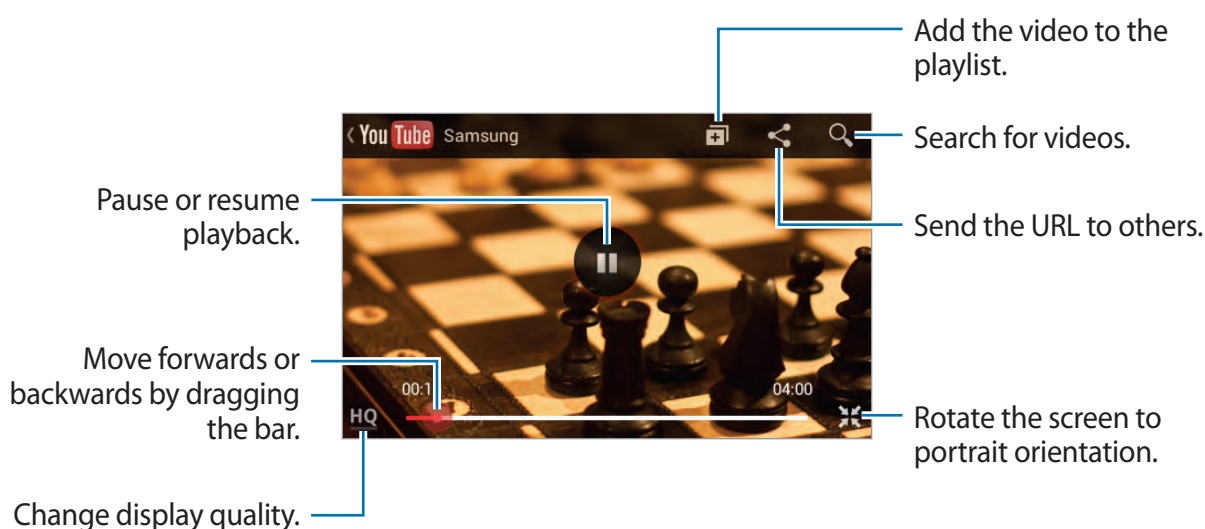 Add the video to the
playlist.
You Tube Samsung
Search for videos.
Pause or resume
playback.
Send the URL to others.
Move forwards or
backwards by dragging
the bar.
00:1
04:00
HQ
Rotate the screen to
portrait orientation.
Change display quality.